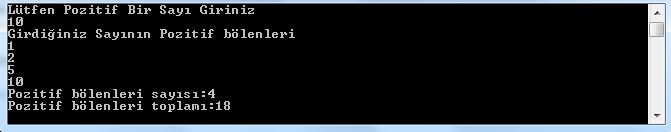 Lütfen Pozitif Bir Sayı Giriniz
10
Girdiğiniz Sayının Pozitif bölenleri
1
2
5
10
Pozitif bölenleri sayısı:4
Pozitif bölenleri toplamı:18